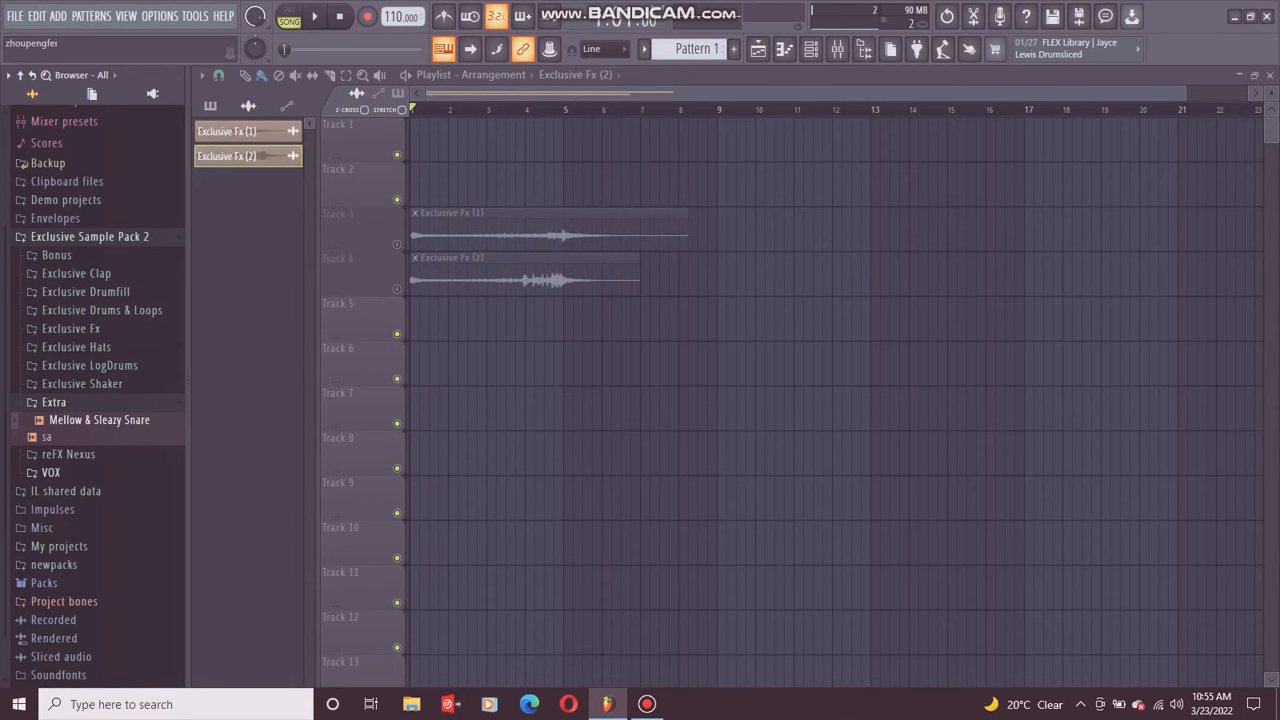 FILE EDIT ADD PATTERNS VIEW OPTIONS TOOLS HELP
SONG
3.2:
110.000
www.BANDICAM.com
2
90 MB
2
zhoupengfei
Line
Pattern 1
01/27 FLEX Library | Jayce
Lewis Drumsliced
Browser - All
Playlist - Arrangement
Exclusive Fx (2)
Z-CROSS
STRETCH
2 3 4 5 6 7 8 9 10 11 12 13 14 15 16 17 18 19 20 21 22 23
Mixer presets
Scores
Backup
Clipboard files
Demo projects
Envelopes
Exclusive Sample Pack 2
Bonus
Exclusive Clap
Exclusive Drumfill
Exclusive Drums & Loops
Exclusive Fx
Exclusive Hats
Exclusive LogDrums
Exclusive Shaker
Extra
Mellow & Sleazy Snare
sa
reFX Nexus
VOX
IL shared data
Impulses
Misc
My projects
newpacks
Packs
Project bones
Recorded
Rendered
Sliced audio
Soundfonts
Exclusive Fx (1)
Exclusive Fx (2)
Track 1
Track 2
Track 3
Exclusive Fx (1)
Track 4
Exclusive Fx (2)
Track 5
Track 6
Track 7
Track 8
Track 9
Track 10
Track 11
Track 12
Track 13
Type here to search
20°C Clear
10:55 AM
3/23/2022